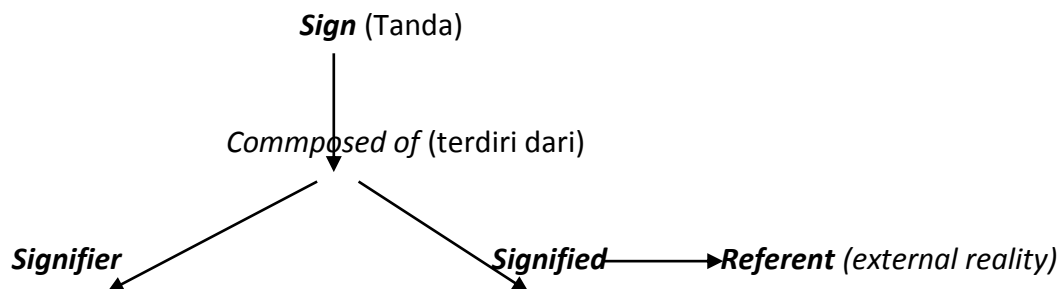 Sign (Tanda)
Commposed of (terdiri dari)
Signifier Signified Referent (external reality)